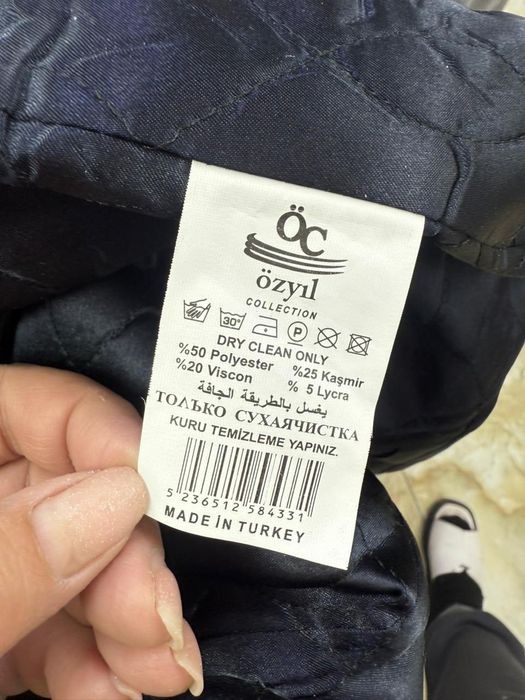 ÖC
özyıl
COLLECTION
30°
P
DRY CLEAN ONLY
%50 Polyester %25 Kaşmir
%20 Viscon % 5 Lycra
يغسل بالطريقة الجافة
ТОЛЬКО СУХАЯЧИСТКА
KURU TEMİZLEME YAPINIZ.
5 236512 584331
MADE İN TURKEY